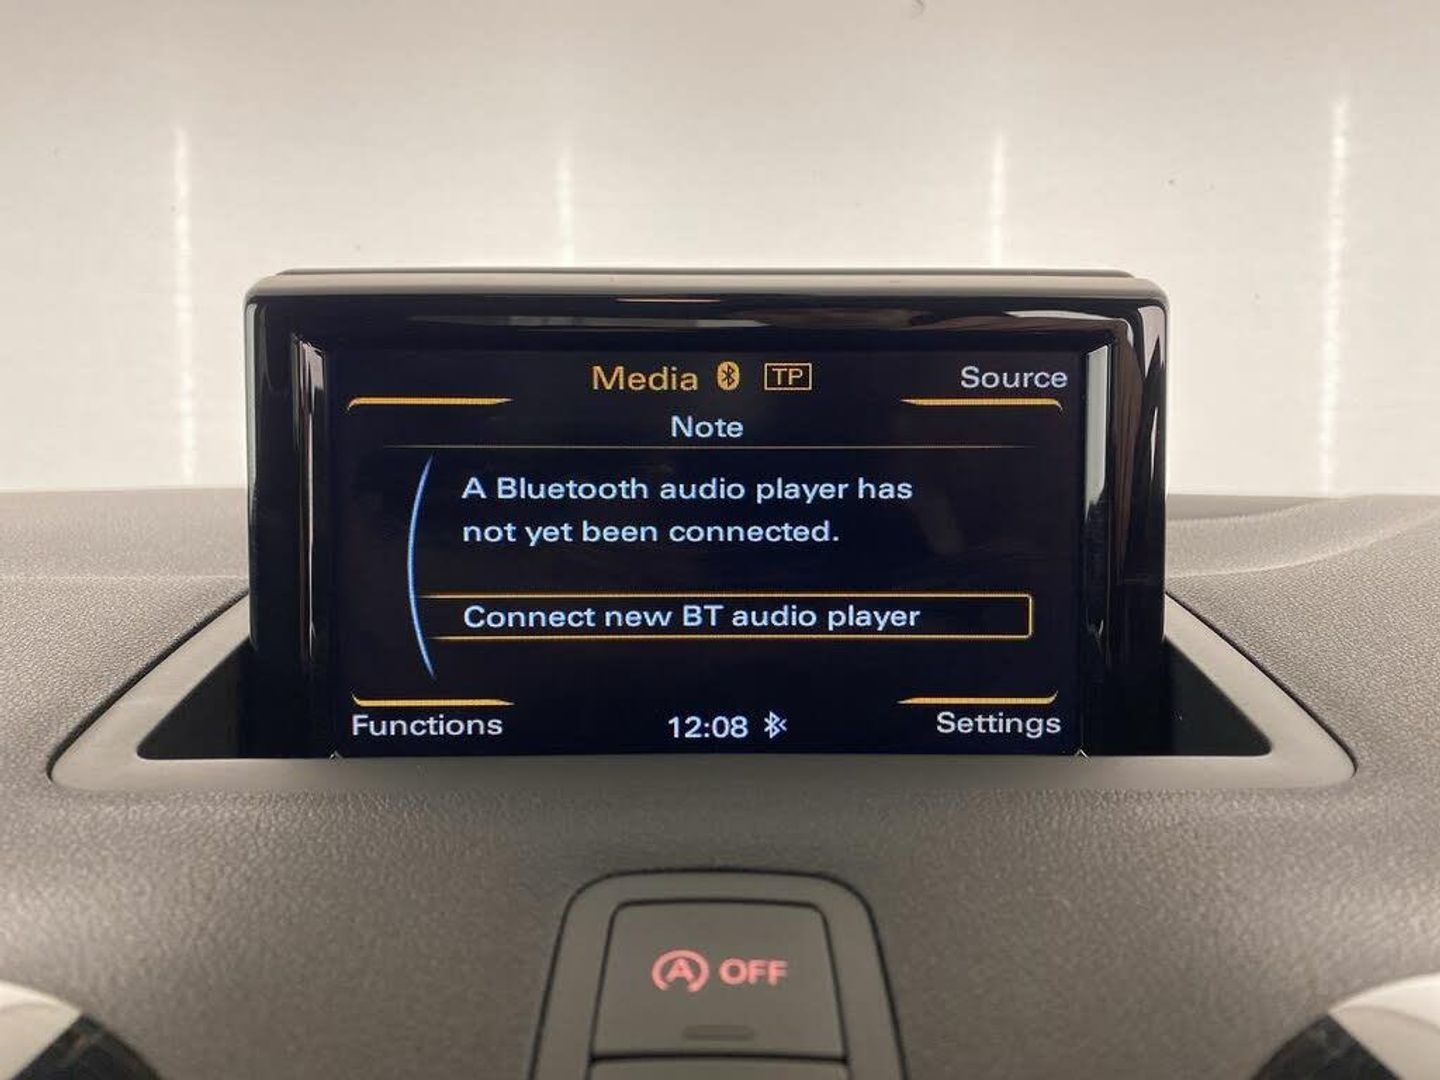 Media TP Source
Note
A Bluetooth audio player has
not yet been connected.
Connect new BT audio player
Functions 12:08 Settings
A OFF